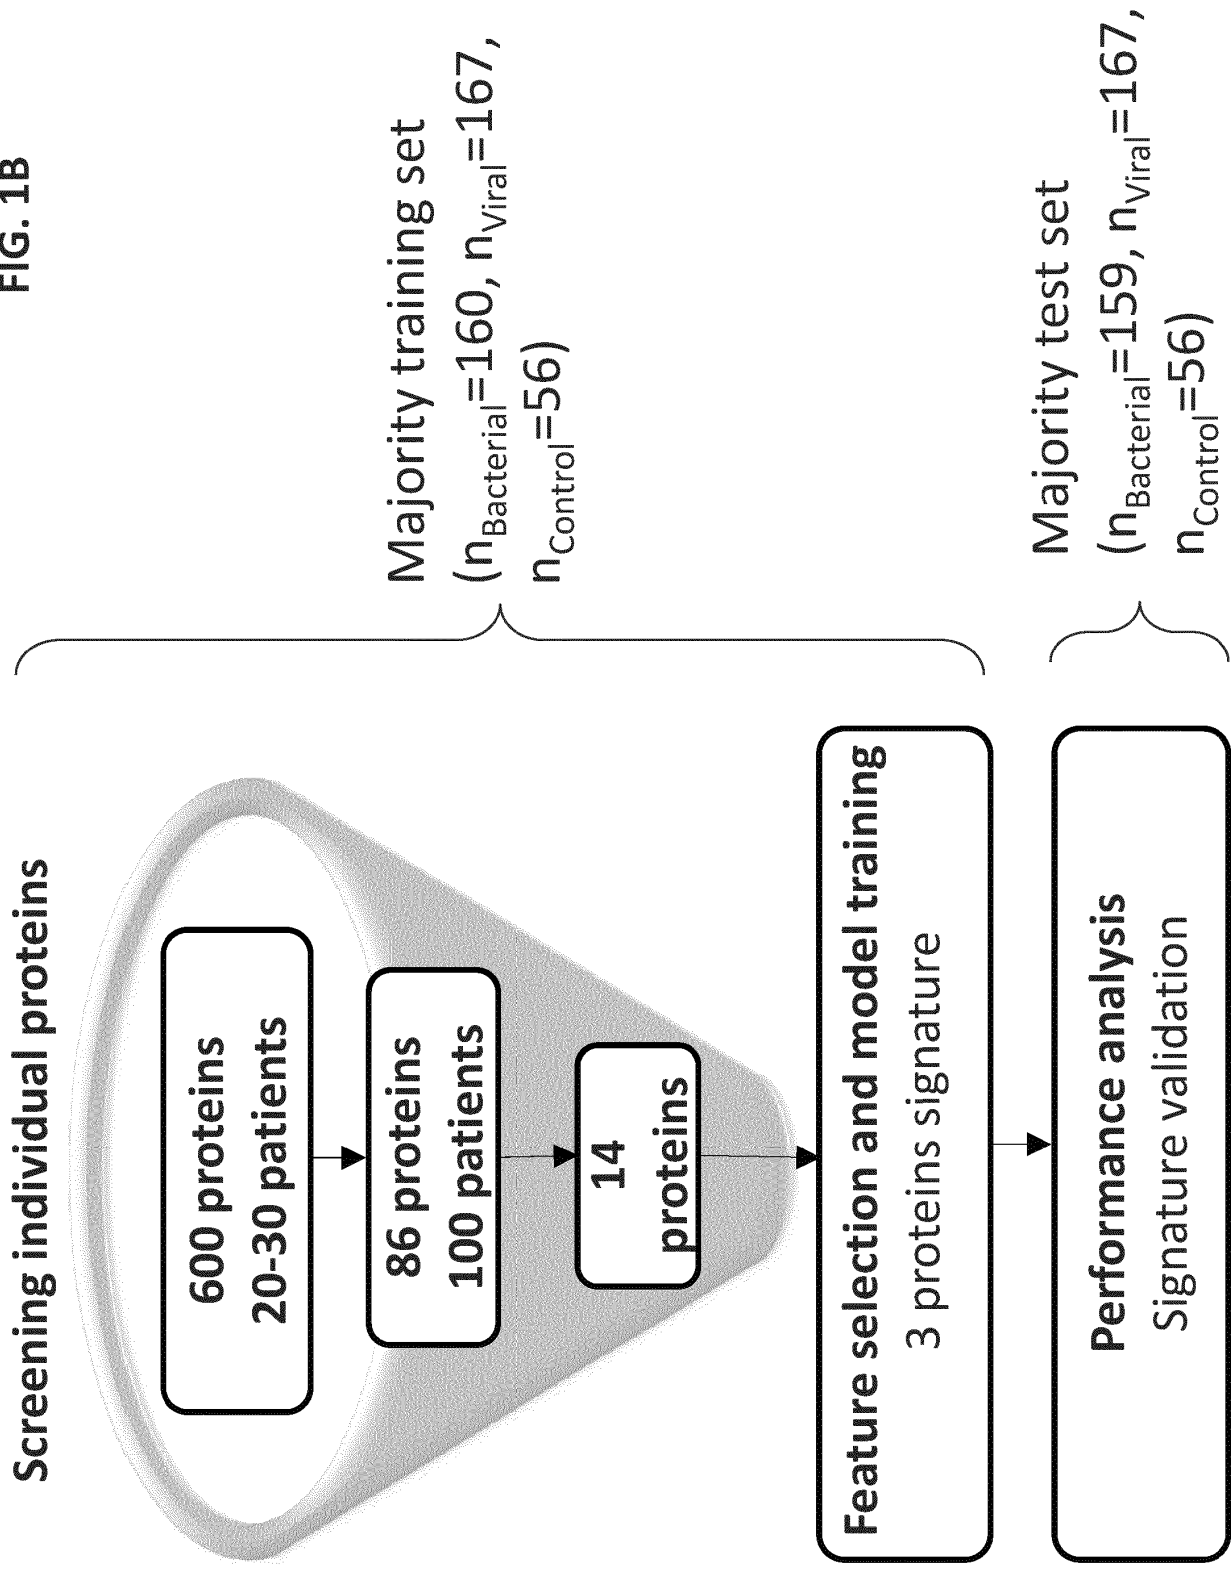 FIG. 1B
Screening individual proteins
600 proteins
20-30 patients
86 proteins
100 patients
14
proteins
Feature selection and model training
3 proteins signature
Majority training set
(nBacterial=160, nViral=167,
nControl=56)
Performance analysis
Signature validation
Majority test set
(nBacterial=159, nViral=167,
nControl=56)